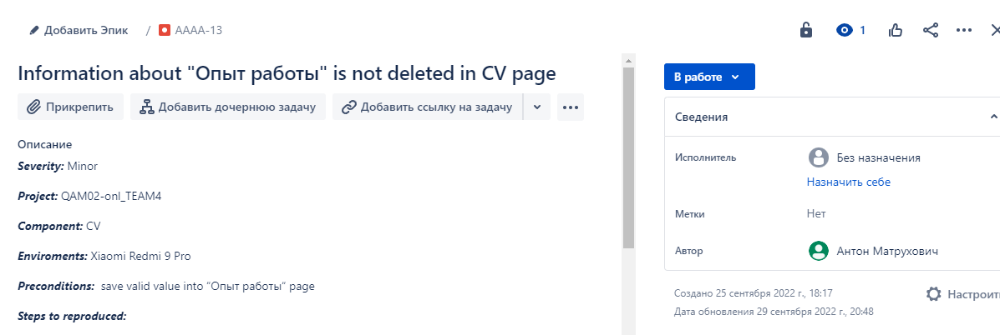 Добавить Эпик / AAAA-13
1
Information about "Опыт работы" is not deleted in CV page
Прикрепить Добавить дочернюю задачу Добавить ссылку на задачу
Описание
Severity: Minor
Project: QAM02-onl_TEAM4
Component: CV
Enviroments: Xiaomi Redmi 9 Pro
Preconditions: save valid value into “Опыт работы“ page
Steps to reproduced:
В работе
Сведения
Исполнитель Без назначения
Назначить себе
Метки Нет
Автор Антон Матрухович
Создано 25 сентября 2022 г., 18:17
Настроит
Дата обновления 29 сентября 2022 г., 20:48